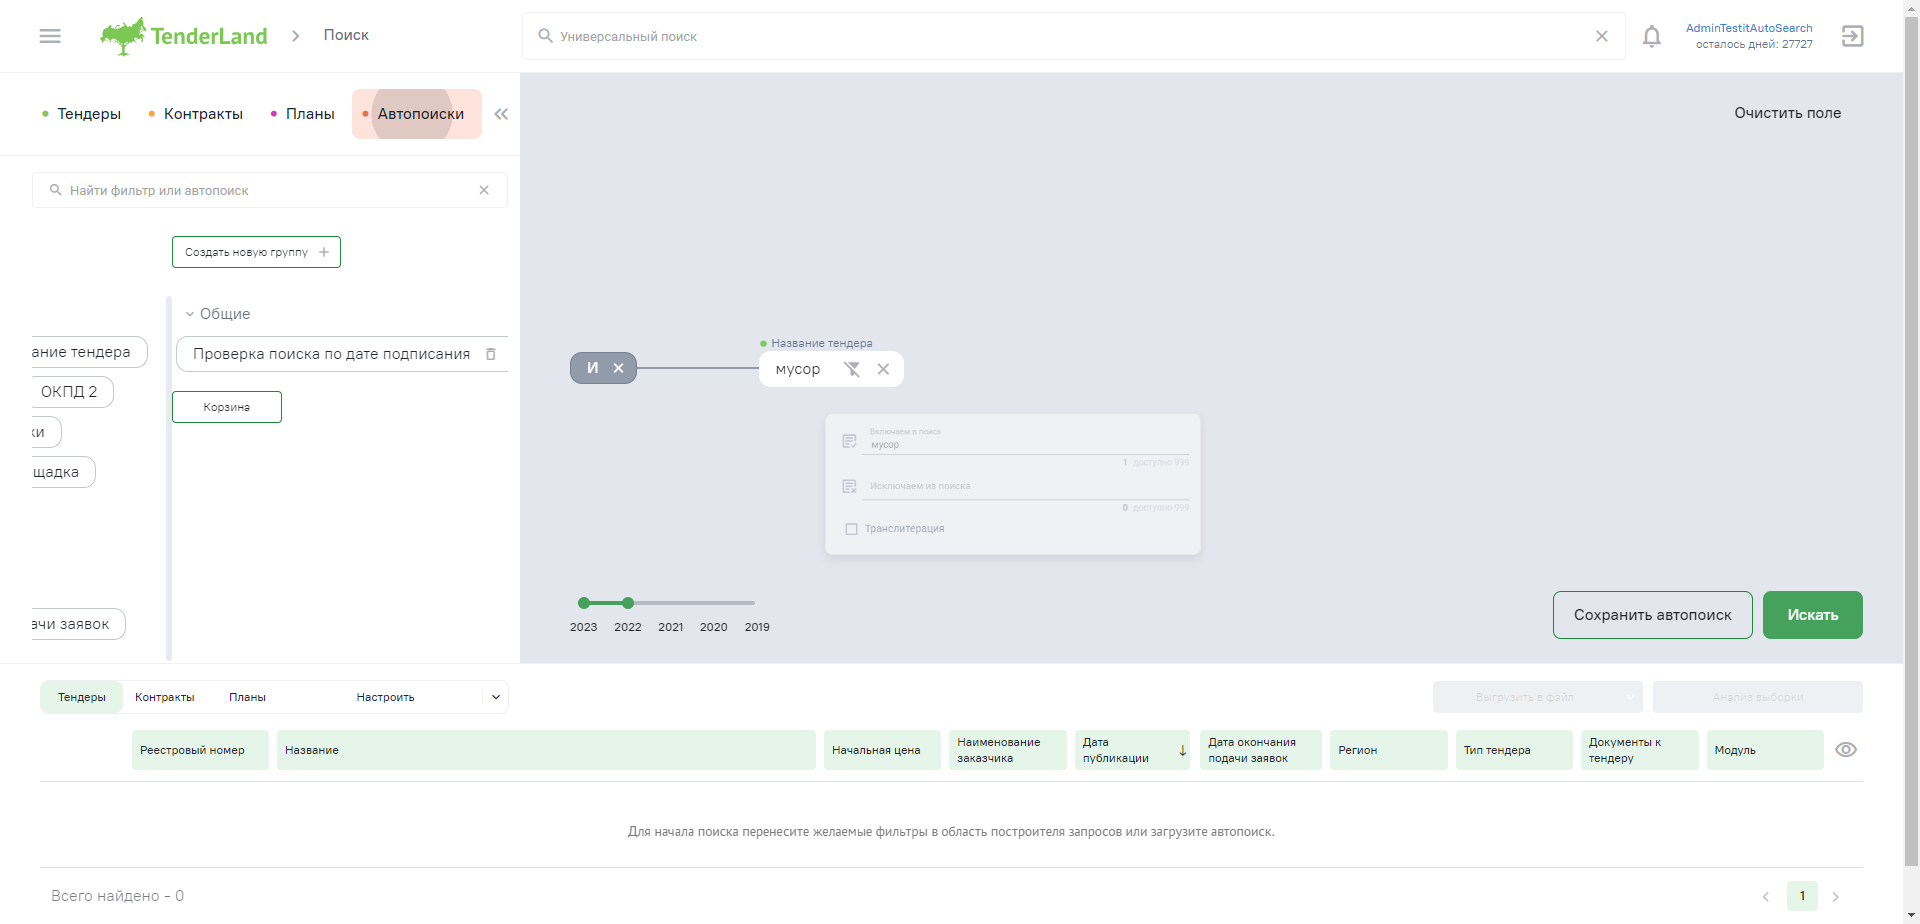 TenderLand
Поиск
Универсальный поиск
AdminTestitAutoSearch
осталось дней: 27727
Тендеры
Контракты
Планы
Автопоиски
Очистить поле
Найти фильтр или автопоиск
Создать новую группу
Общие
ание тендера
Проверка поиска по дате подписания
ОКПД 2
Корзина
ки
щадка
ачи заявок
Название тендера
И
мусор
Включаем в поиск
мусор
1 доступно 999
Исключаем из поиска
0 доступно 999
Транслитерация
2023 2022 2021 2020 2019
Сохранить автопоиск
Искать
Тендеры
Контракты
Планы
Настроить
Выгрузить в файл
Анализ выборки
Реестровый номер
Название
Начальная цена
Наименование
заказчика
Дата
публикации
Дата окончания
подачи заявок
Регион
Тип тендера
Документы к
тендеру
Модуль
Для начала поиска перенесите желаемые фильтры в область построителя запросов или загрузите автопоиск.
Всего найдено - 0
1